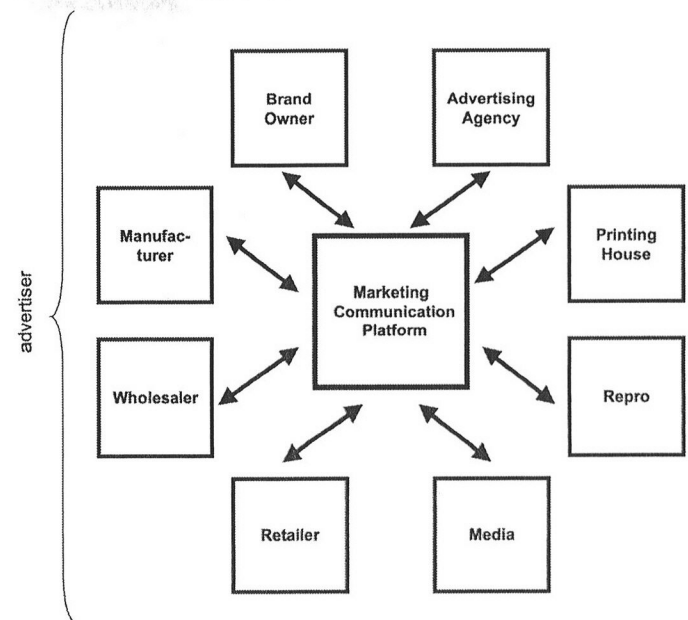 Brand
Owner
Advertising
Agency
Manufac-
turer
Printing
House
Marketing
Communication
Platform
advertiser
Wholesaler
Repro
Retailer
Media